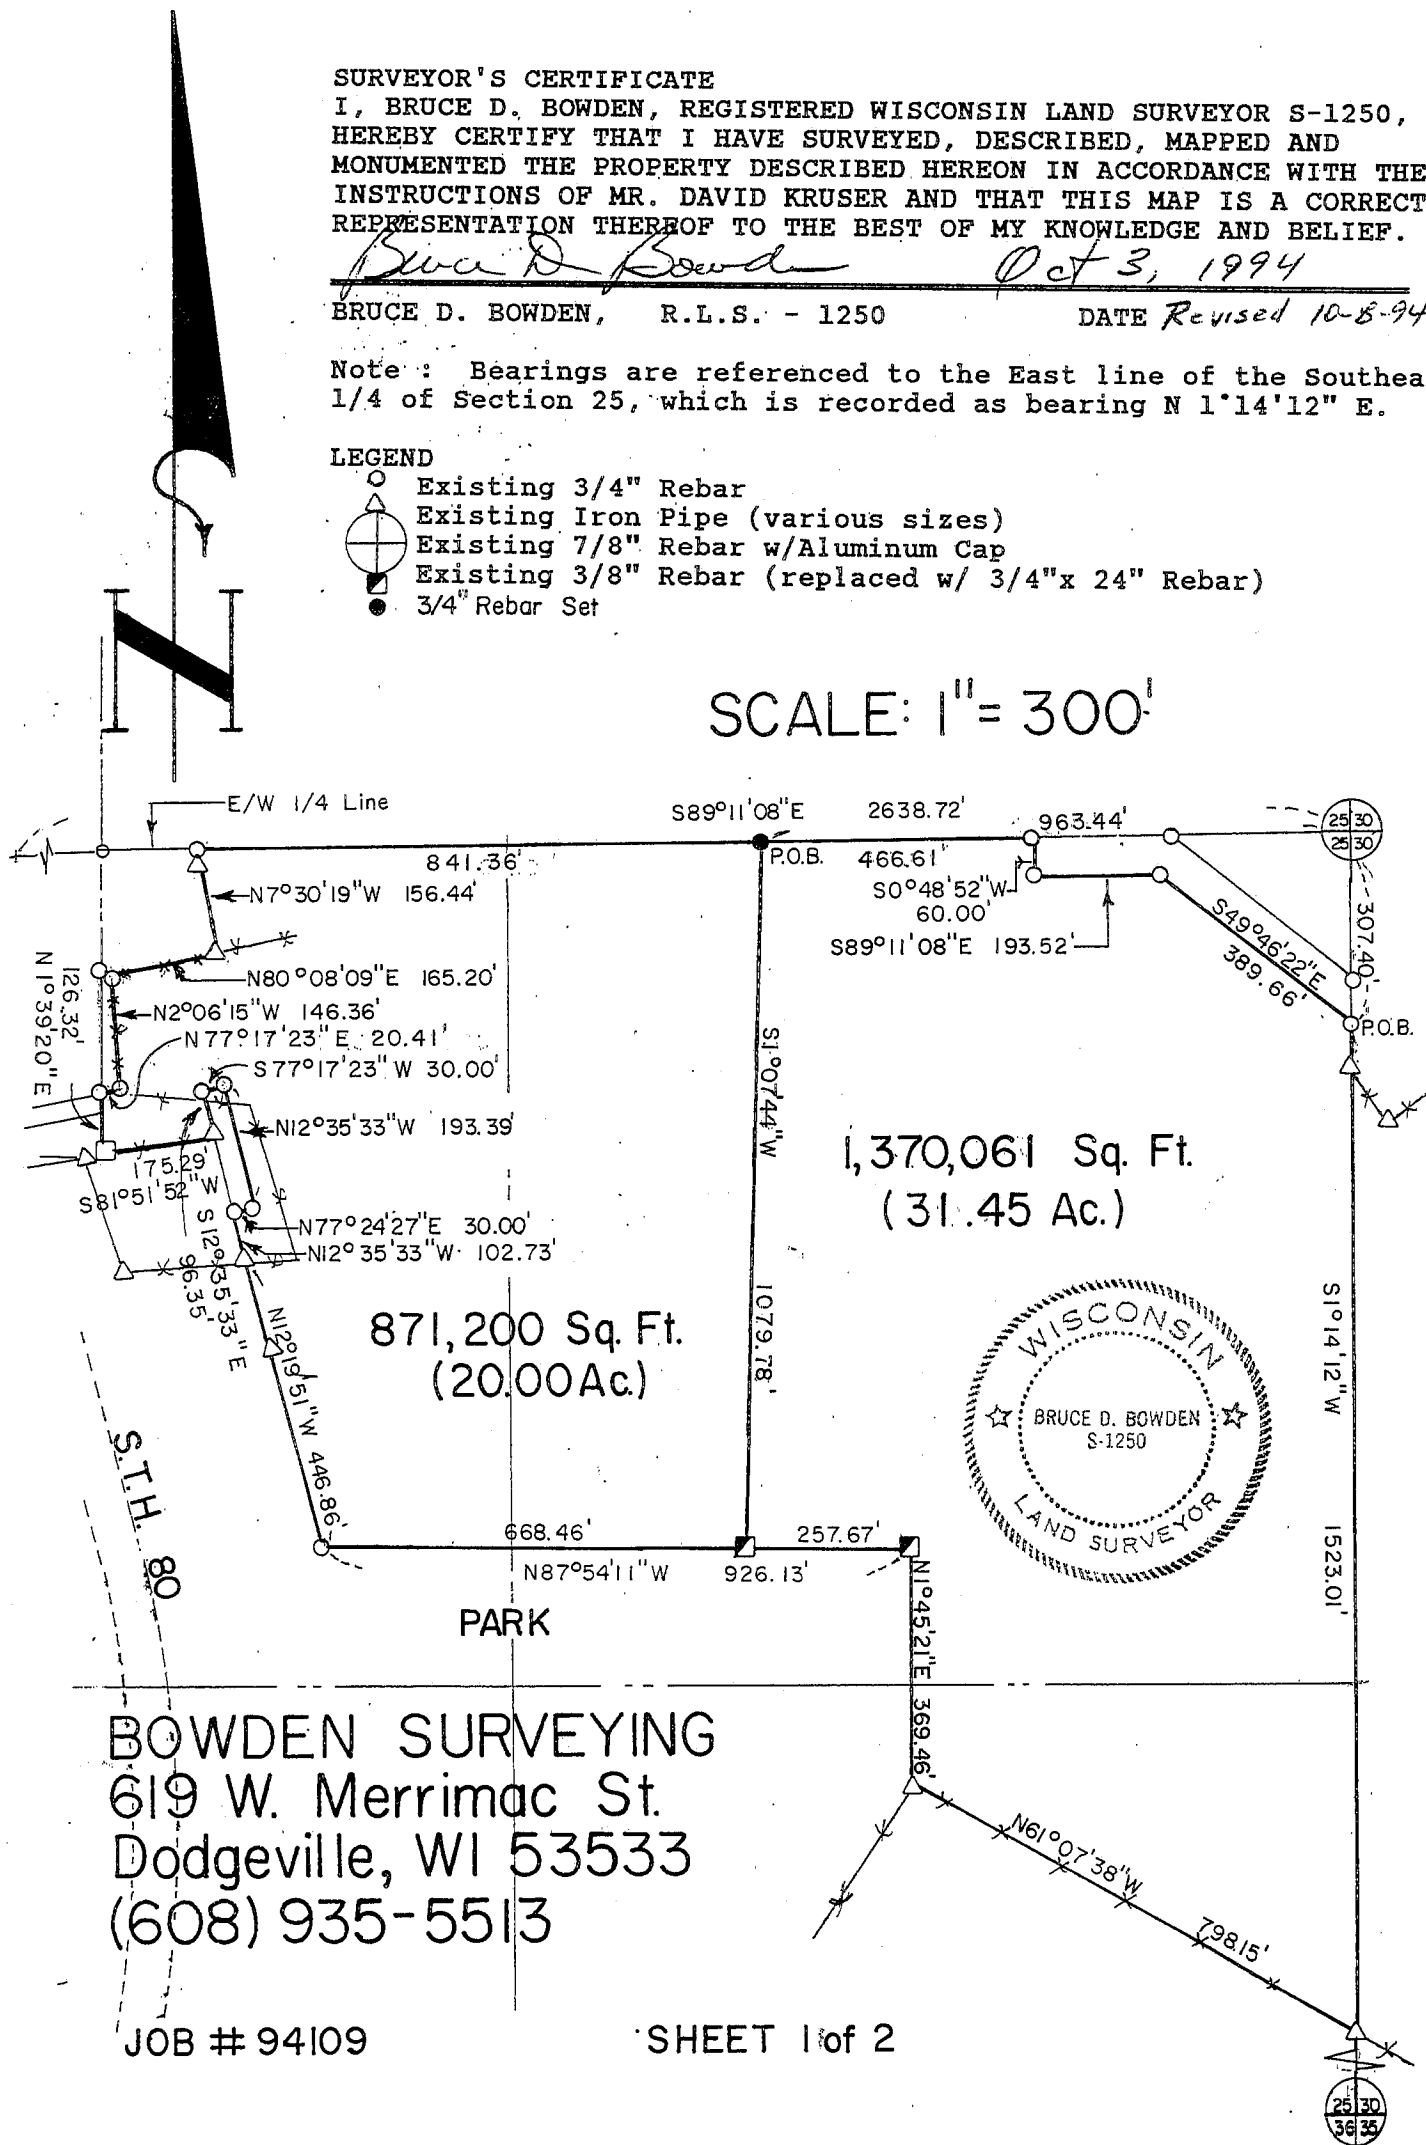 SURVEYOR'S CERTIFICATE
I, BRUCE D. BOWDEN, REGISTERED WISCONSIN LAND SURVEYOR S-1250,
HEREBY CERTIFY THAT I HAVE SURVEYED, DESCRIBED, MAPPED AND
MONUMENTED THE PROPERTY DESCRIBED HEREON IN ACCORDANCE WITH THE
INSTRUCTIONS OF MR. DAVID KRUSER AND THAT THIS MAP IS A CORRECT
REPRESENTATION THEREOF TO THE BEST OF MY KNOWLEDGE AND BELIEF.
Bruce D Bowden Oct 3, 1994
BRUCE D. BOWDEN, R.L.S. - 1250 DATE Revised 10-8-94
Note : Bearings are referenced to the East line of the Southea
1/4 of Section 25, which is recorded as bearing N 1°14'12" E.
LEGEND
Existing 3/4" Rebar
Existing Iron Pipe (various sizes)
Existing 7/8" Rebar w/Aluminum Cap
Existing 3/8" Rebar (replaced w/ 3/4"x 24" Rebar)
3/4" Rebar Set
N
SCALE: 1" = 300'
E/W 1/4 Line
S89°11'08"E 2638.72'
963.44'
25 30
25 30
841.36'
P.O.B.
466.61'
S0°48'52"W
60.00'
S89°11'08"E 193.52'
S49°46'22"E
389.66'
307.40'
P.O.B.
N7°30'19"W 156.44'
N80°08'09"E 165.20'
N2°06'15"W 146.36'
N77°17'23"E 20.41'
S77°17'23"W 30.00'
126.32'
N1°39'20"E
N12°35'33"W 193.39'
175.29'
S81°51'52"W
N77°24'27"E 30.00'
N12°35'33"W 102.73'
S12°35'33"E
96.35'
N12°19'51"W 446.86'
S1°07'44"W 1079.78'
1,370,061 Sq. Ft.
(31.45 Ac.)
871,200 Sq. Ft.
(20.00 Ac.)
WISCONSIN
BRUCE D. BOWDEN
S-1250
LAND SURVEYOR
S1°14'12"W 1523.01'
S.T.H. 80
668.46'
257.67'
N87°54'11"W 926.13'
PARK
N1°45'21"E 369.46'
N61°07'38"W 798.15'
BOWDEN SURVEYING
619 W. Merrimac St.
Dodgeville, WI 53533
(608) 935-5513
JOB # 94109
SHEET 1 of 2
25 30
36 35